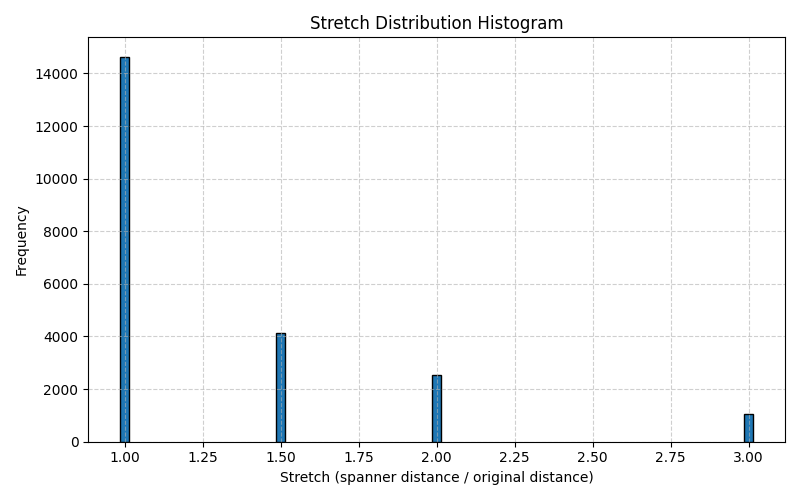 Stretch Distribution Histogram
14000
12000
10000
8000
6000
4000
2000
0
Frequency
1.00 1.25 1.50 1.75 2.00 2.25 2.50 2.75 3.00
Stretch (spanner distance / original distance)